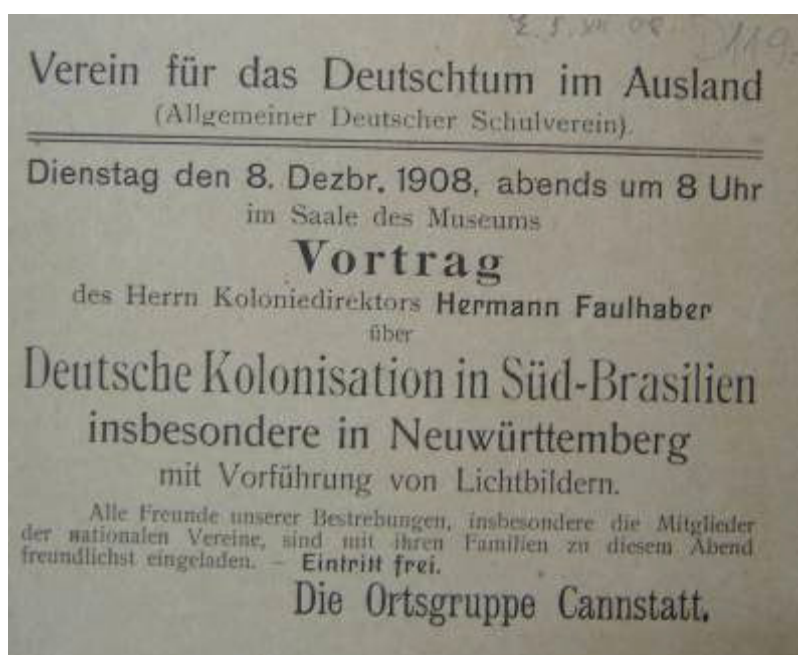 Verein für das Deutschtum im Ausland
(Allgemeiner Deutscher Schulverein).
Dienstag den 8. Dezbr. 1908, abends um 8 Uhr
im Saale des Museums
Vortrag
des Herrn Koloniedirektors Hermann Faulhaber
über
Deutsche Kolonisation in Süd-Brasilien
insbesondere in Neuwürttemberg
mit Vorführung von Lichtbildern.
Alle Freunde unserer Bestrebungen, insbesondere die Mitglieder
der nationalen Vereine, sind mit ihren Familien zu diesem Abend
freundlichst eingeladen. – Eintritt frei.
Die Ortsgruppe Cannstatt.